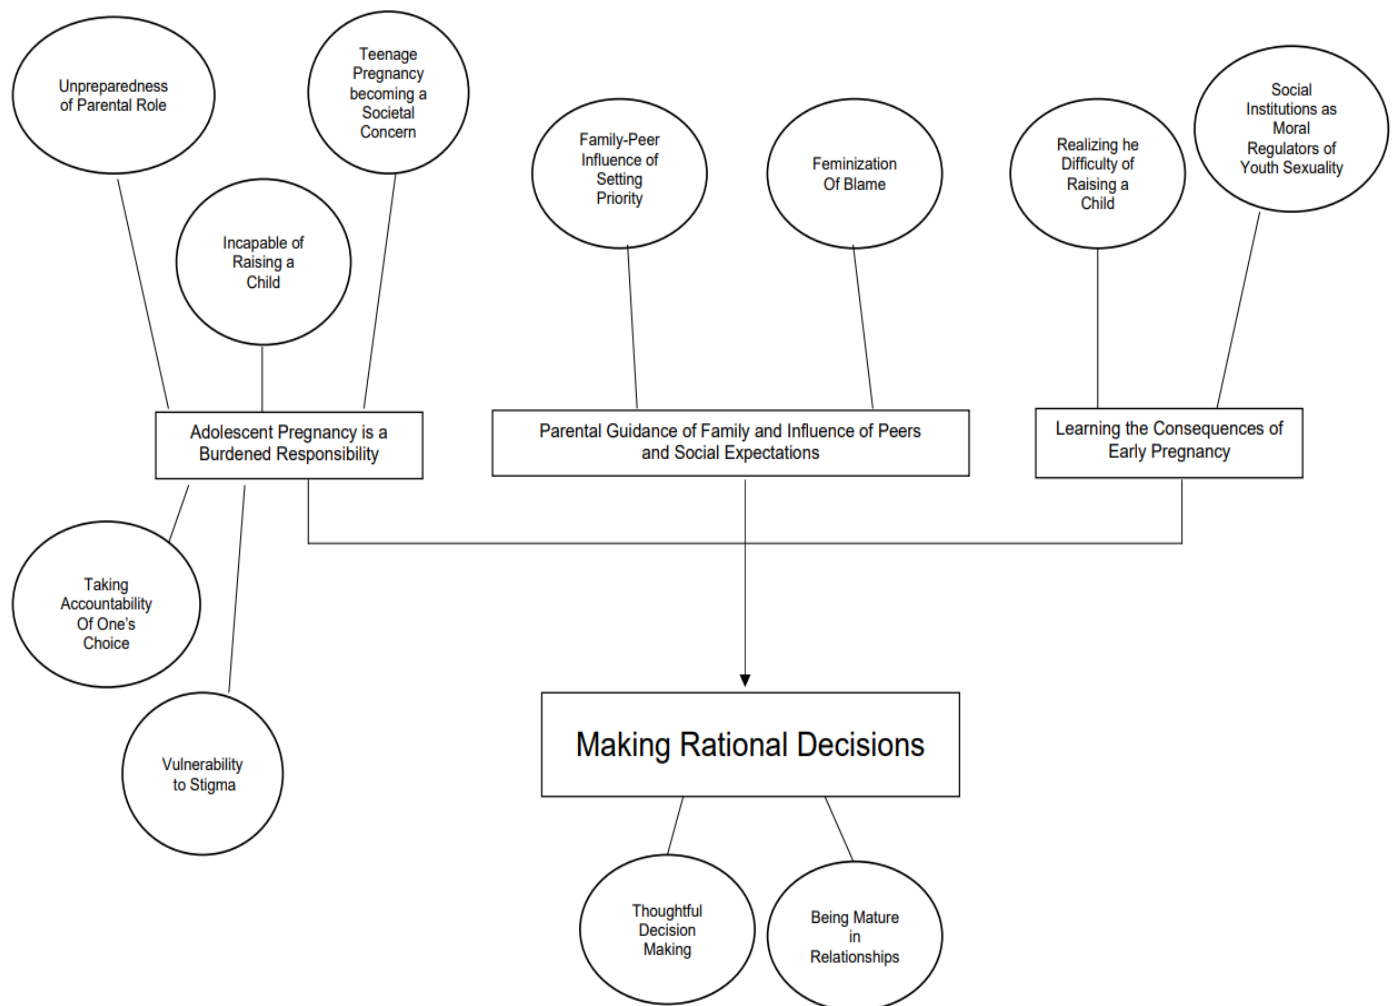 Unpreparedness
of Parental Role
Teenage
Pregnancy
becoming a
Societal
Concern
Incapable of
Raising a
Child
Family-Peer
Influence of
Setting
Priority
Feminization
Of Blame
Realizing he
Difficulty of
Raising a
Child
Social
Institutions as
Moral
Regulators of
Youth Sexuality
Adolescent Pregnancy is a
Burdened Responsibility
Parental Guidance of Family and Influence of Peers
and Social Expectations
Learning the Consequences of
Early Pregnancy
Taking
Accountability
Of One's
Choice
Vulnerability
to Stigma
Making Rational Decisions
Thoughtful
Decision
Making
Being Mature
in
Relationships